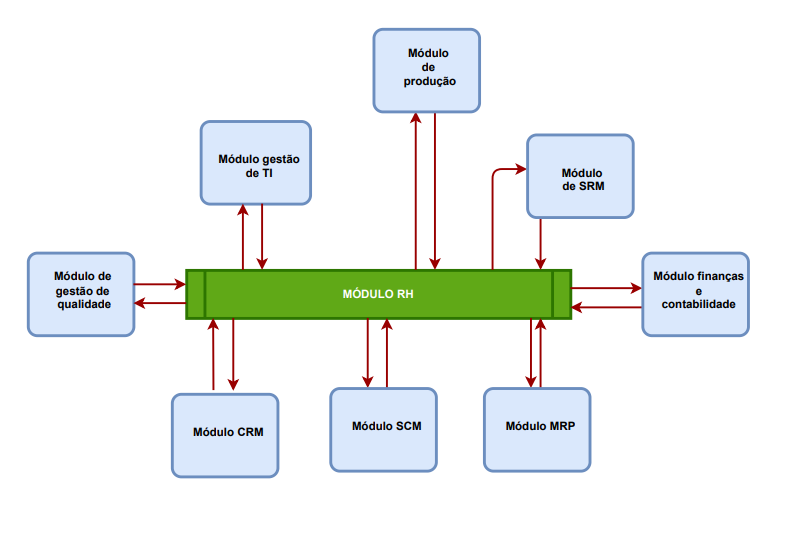 Módulo
de
produção
Módulo gestão
de TI
Módulo
de SRM
Módulo de
gestão de
qualidade
MÓDULO RH
Módulo finanças
e
contabilidade
Módulo CRM
Módulo SCM
Módulo MRP